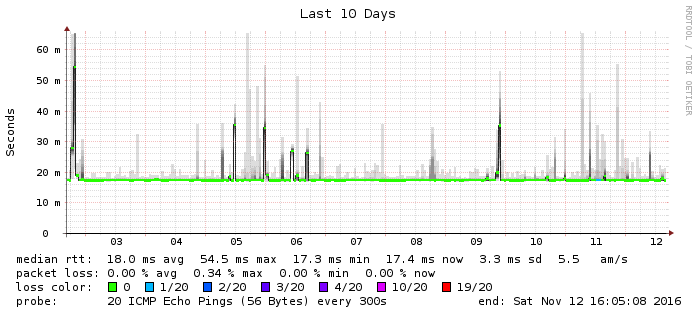 Last 10 Days
RRDTOOL / TOBI OETIKER
Seconds
60 m
50 m
40 m
30 m
20 m
10 m
0
03 04 05 06 07 08 09 10 11 12
median rtt: 18.0 ms avg 54.5 ms max 17.3 ms min 17.4 ms now 3.3 ms sd 5.5 am/s
packet loss: 0.00 % avg 0.34 % max 0.00 % min 0.00 % now
loss color: 0 1/20 2/20 3/20 4/20 10/20 19/20
probe: 20 ICMP Echo Pings (56 Bytes) every 300s end: Sat Nov 12 16:05:08 2016